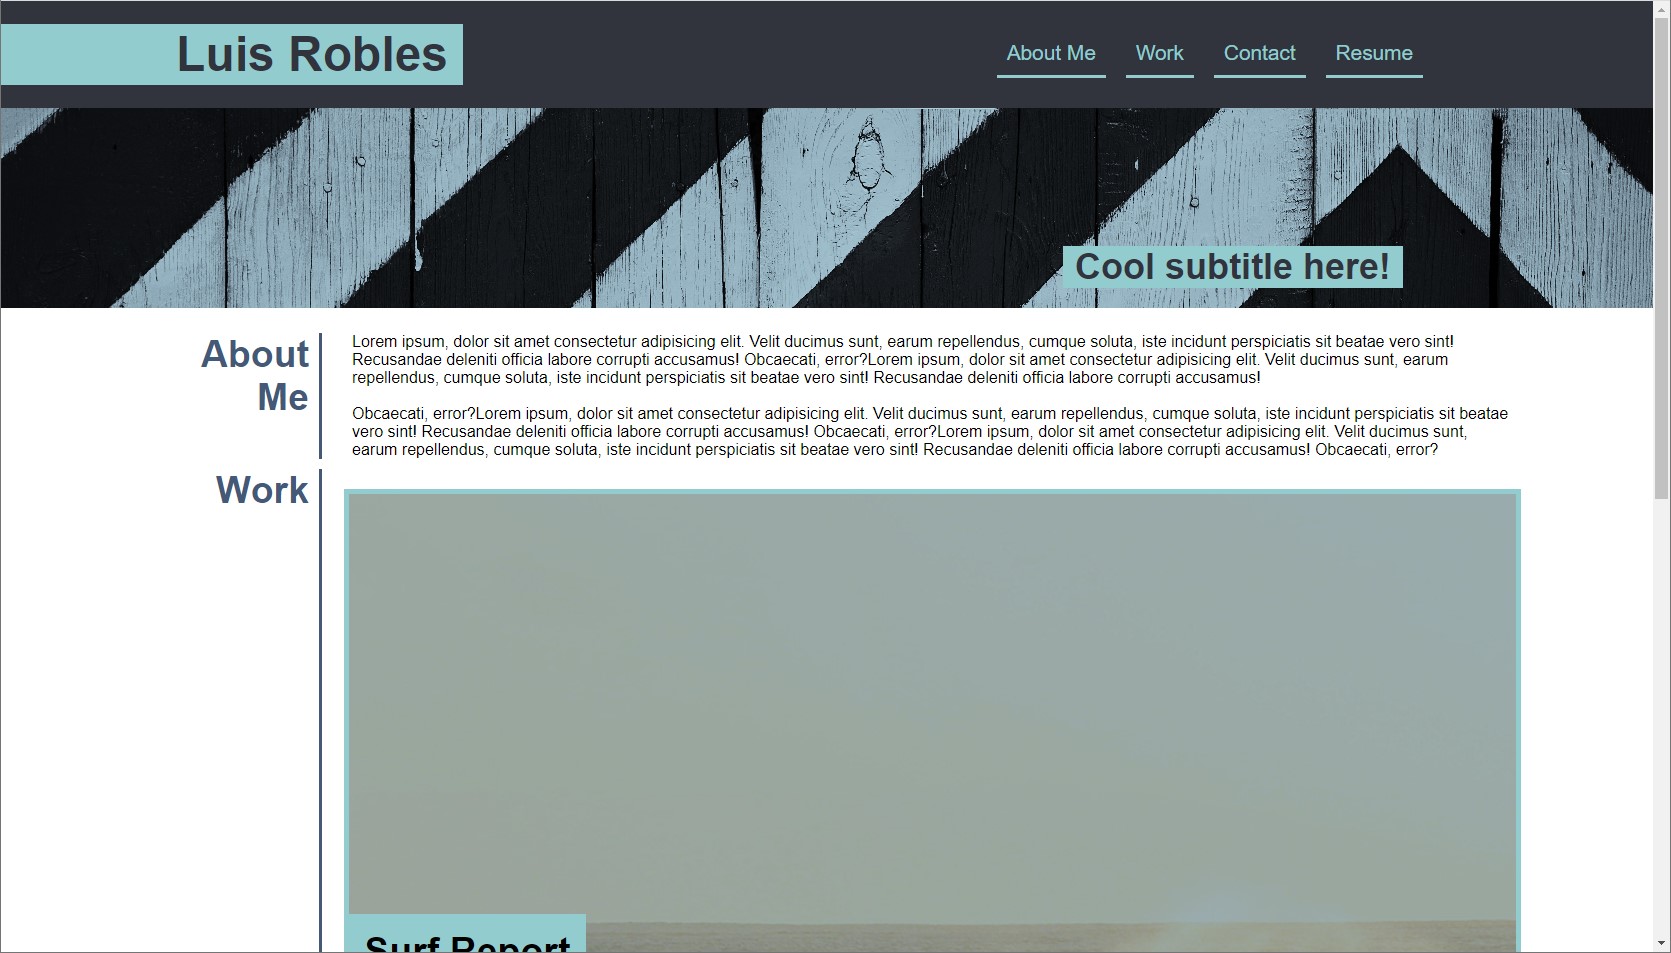 Luis Robles
About Me Work Contact Resume
Cool subtitle here!
About
Me
Lorem ipsum, dolor sit amet consectetur adipisicing elit. Velit ducimus sunt, earum repellendus, cumque soluta, iste incidunt perspiciatis sit beatae vero sint!
Recusandae deleniti officia labore corrupti accusamus! Obcaecati, error?Lorem ipsum, dolor sit amet consectetur adipisicing elit. Velit ducimus sunt, earum
repellendus, cumque soluta, iste incidunt perspiciatis sit beatae vero sint! Recusandae deleniti officia labore corrupti accusamus!
Obcaecati, error?Lorem ipsum, dolor sit amet consectetur adipisicing elit. Velit ducimus sunt, earum repellendus, cumque soluta, iste incidunt perspiciatis sit beatae
vero sint! Recusandae deleniti officia labore corrupti accusamus! Obcaecati, error?Lorem ipsum, dolor sit amet consectetur adipisicing elit. Velit ducimus sunt,
earum repellendus, cumque soluta, iste incidunt perspiciatis sit beatae vero sint! Recusandae deleniti officia labore corrupti accusamus! Obcaecati, error?
Work
Surf Report